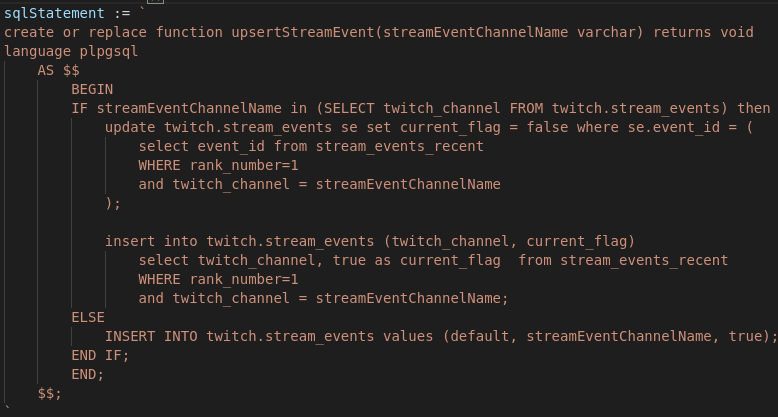 sqlStatement := `
create or replace function upsertStreamEvent(streamEventChannelName varchar) returns void
language plpgsql
    AS $$
        BEGIN
        IF streamEventChannelName in (SELECT twitch_channel FROM twitch.stream_events) then
            update twitch.stream_events se set current_flag = false where se.event_id = (
                select event_id from stream_events_recent
                WHERE rank_number=1
                and twitch_channel = streamEventChannelName
            );

            insert into twitch.stream_events (twitch_channel, current_flag)
                select twitch_channel, true as current_flag  from stream_events_recent
                WHERE rank_number=1
                and twitch_channel = streamEventChannelName;
        ELSE
            INSERT INTO twitch.stream_events values (default, streamEventChannelName, true);
        END IF;
        END;
    $$;
`